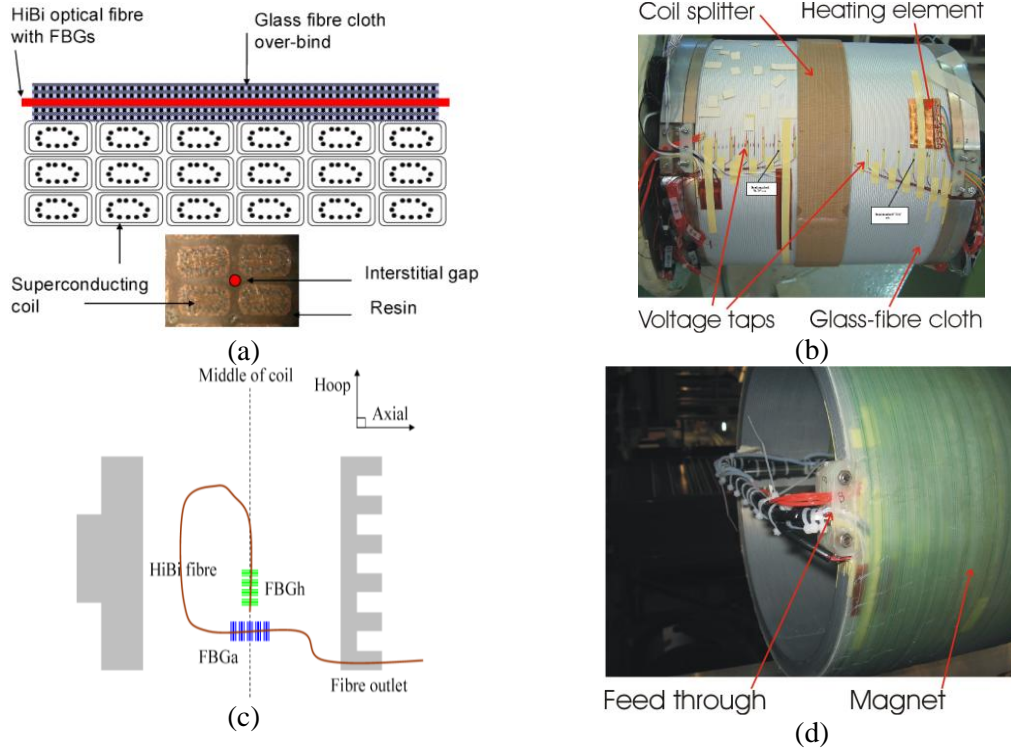 HiBi optical fibre
with FBGs
Glass fibre cloth
over-bind
Superconducting
coil
Interstitial gap
Resin
(a)
Coil splitter
Heating element
Voltage taps
Glass-fibre cloth
(b)
Middle of coil
Hoop
Axial
HiBi fibre
FBGh
FBGa
Fibre outlet
(c)
Feed through
Magnet
(d)